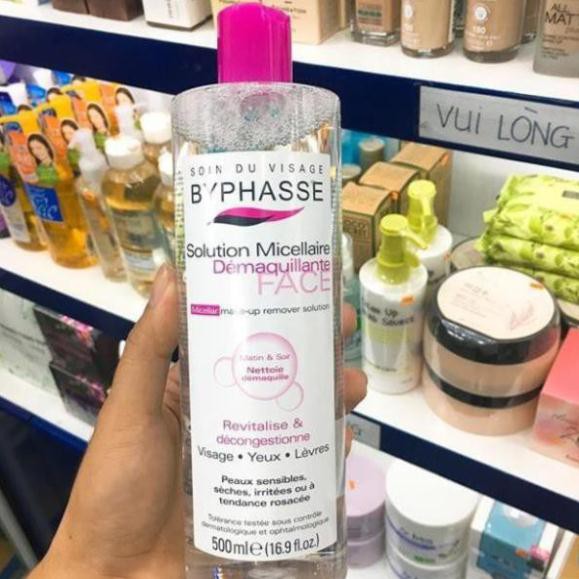 ALL
MAT
VUI LÒNG
SOIN DU VISAGE
BYPHASSE
Solution Micellaire
Démaquillante
FACE
Micellar make-up remover solution
Matin & Soir
Nettoie
démaquille
Revitalise &
décongestionne
Visage • Yeux • Lèvres
Peaux sensibles,
sèches, irritées ou à
tendance rosacée
Tolérance testée sous contrôle
dermatologique et ophtalmologique
500ml e (16.9 fl.oz.)